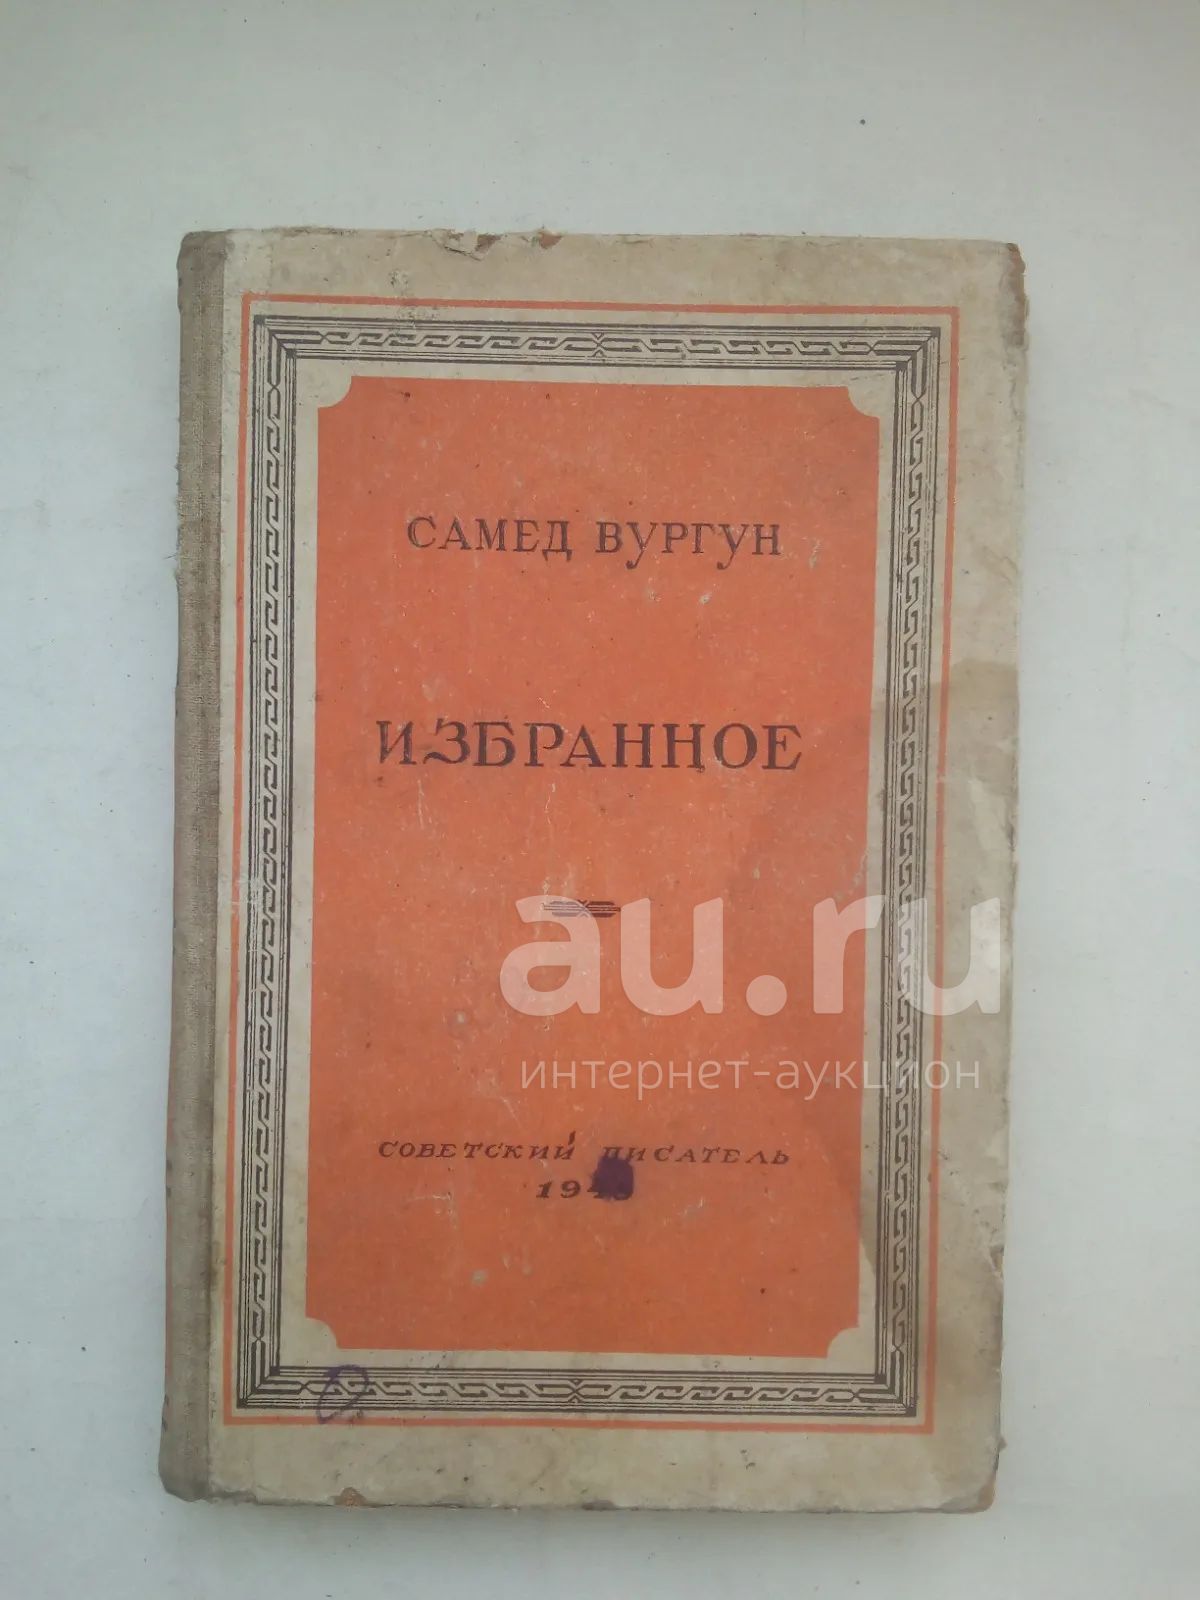 САМЕД ВУРГУН
ИЗБРАННОЕ
au.ru
интернет-аукцион
СОВЕТСКИЙ ПИСАТЕЛЬ